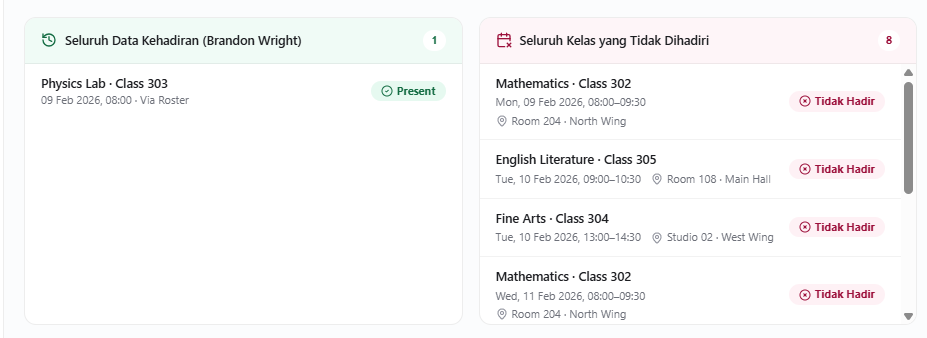 Seluruh Data Kehadiran (Brandon Wright)
1
Physics Lab · Class 303
09 Feb 2026, 08:00 · Via Roster
Present
Seluruh Kelas yang Tidak Dihadiri
8
Mathematics · Class 302
Mon, 09 Feb 2026, 08:00–09:30
Room 204 · North Wing
Tidak Hadir
English Literature · Class 305
Tue, 10 Feb 2026, 09:00–10:30 Room 108 · Main Hall
Tidak Hadir
Fine Arts · Class 304
Tue, 10 Feb 2026, 13:00–14:30 Studio 02 · West Wing
Tidak Hadir
Mathematics · Class 302
Wed, 11 Feb 2026, 08:00–09:30
Room 204 · North Wing
Tidak Hadir